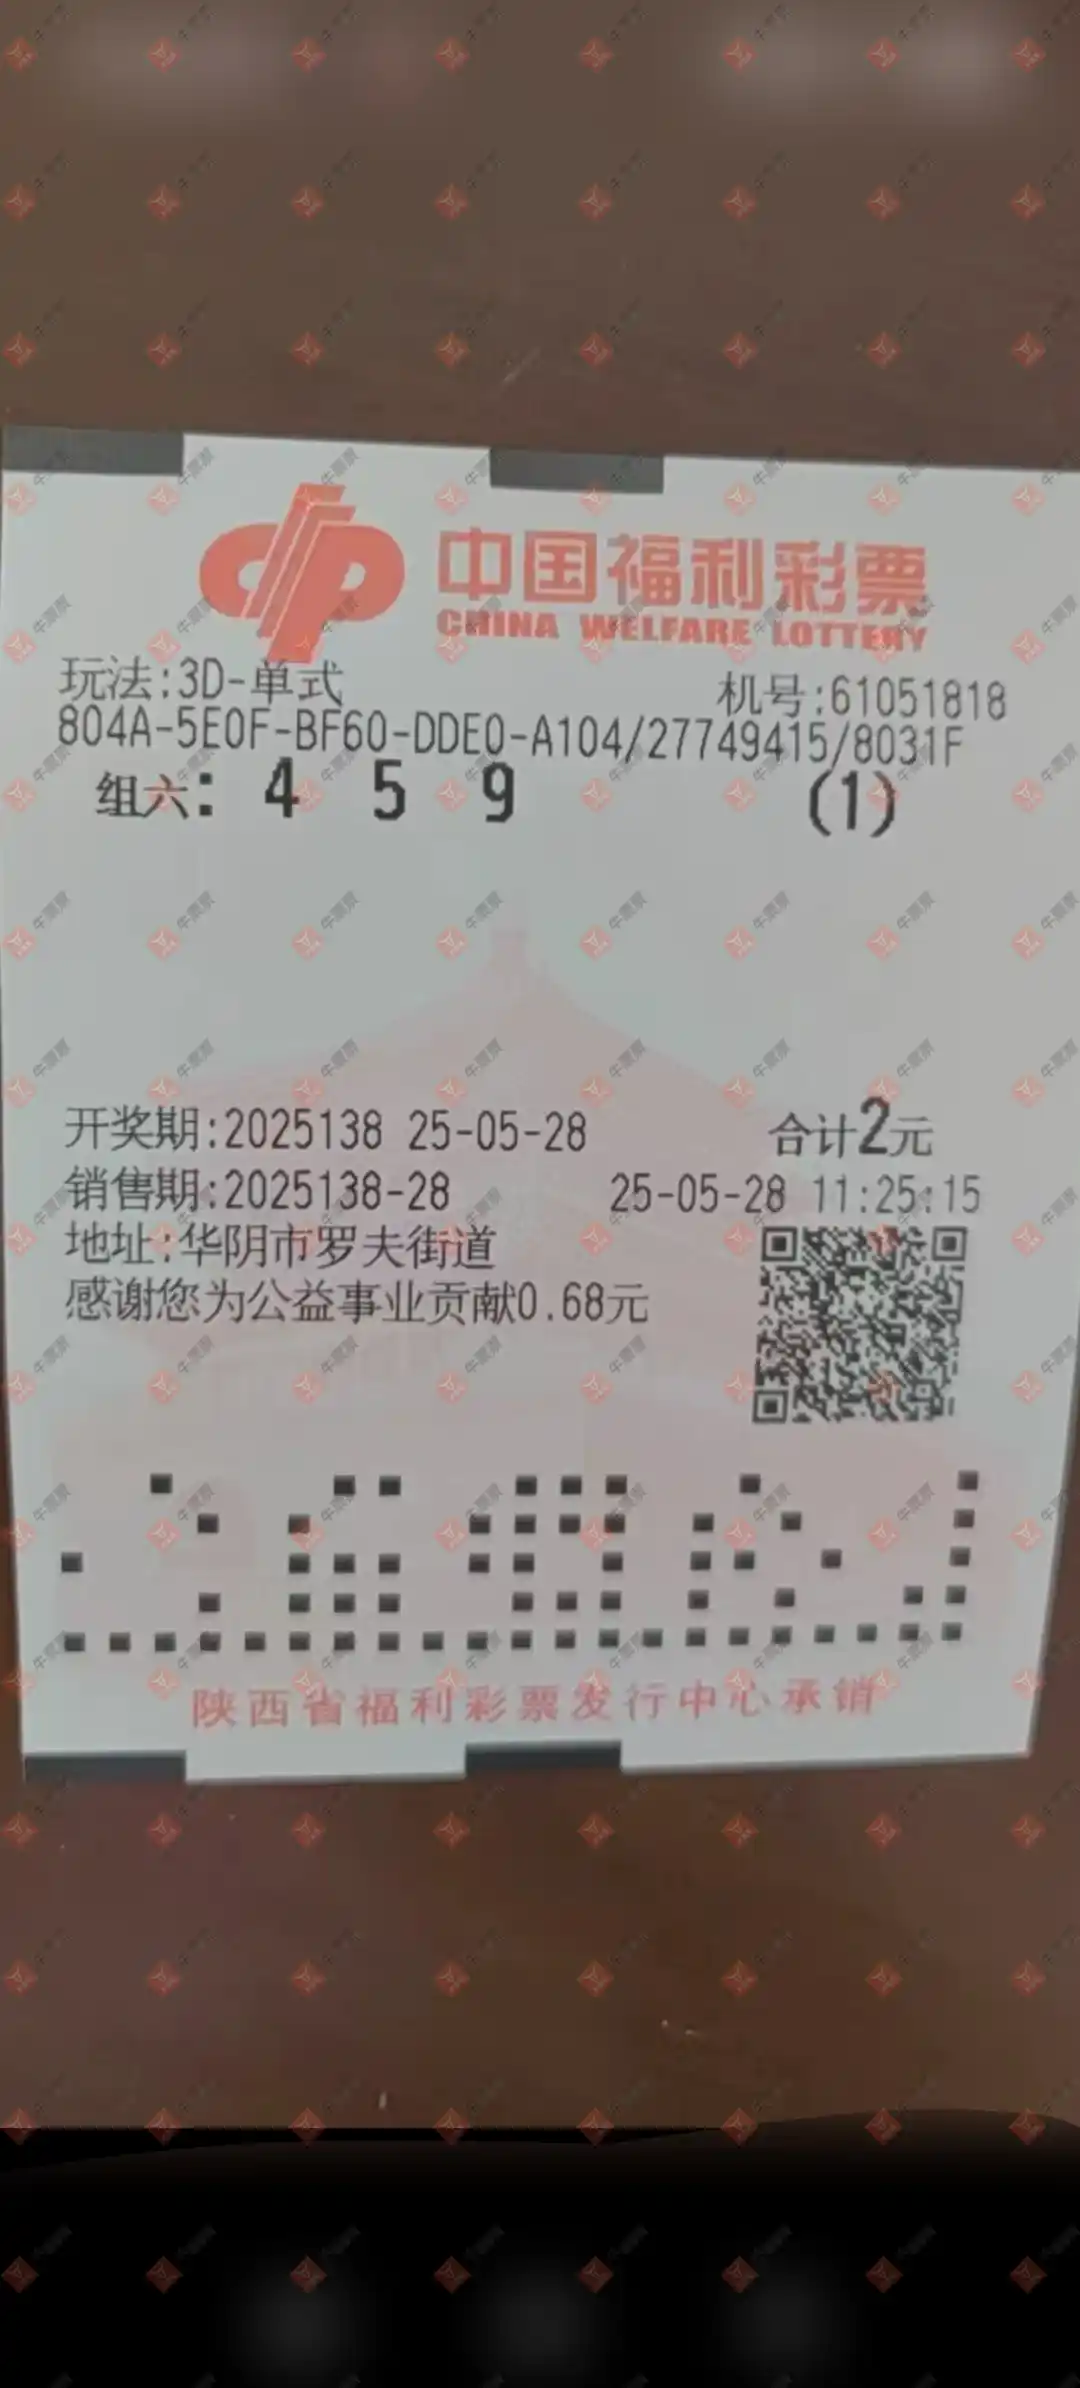 中国福利彩票
CHINA WELFARE LOTTERY
玩法:3D-单式 机号:61051818
804A-5E0F-BF60-DDE0-A104/27749415/8031F
组六: 4 5 9 (1)
开奖期:2025138 25-05-28 合计2元
销售期:2025138-28 25-05-28 11:25:15
地址:华阴市罗夫街道
感谢您为公益事业贡献0.68元
陕西省福利彩票发行中心承销